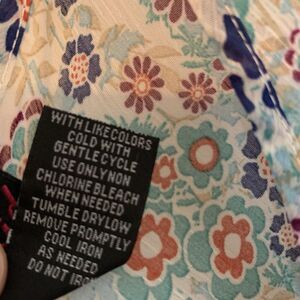 WITH LIKE COLORS
COLD WITH
GENTLE CYCLE
USE ONLY NON
CHLORINE BLEACH
WHEN NEEDED
TUMBLE DRY LOW
REMOVE PROMPTLY
COOL IRON
AS NEEDED
DO NOT IRO